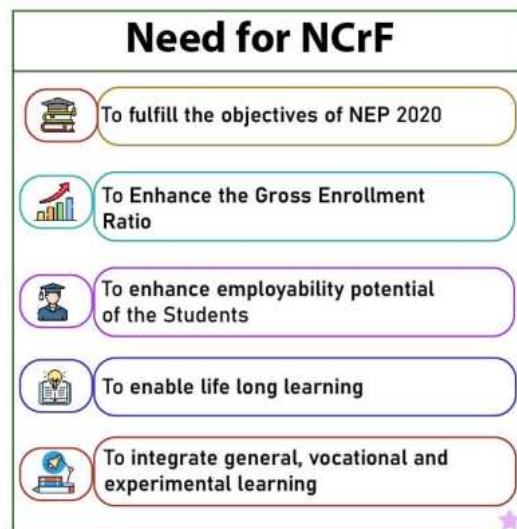 Need for NCrF
To fulfill the objectives of NEP 2020
To Enhance the Gross Enrollment
Ratio
To enhance employability potential
of the Students
To enable life long learning
To integrate general, vocational and
experimental learning